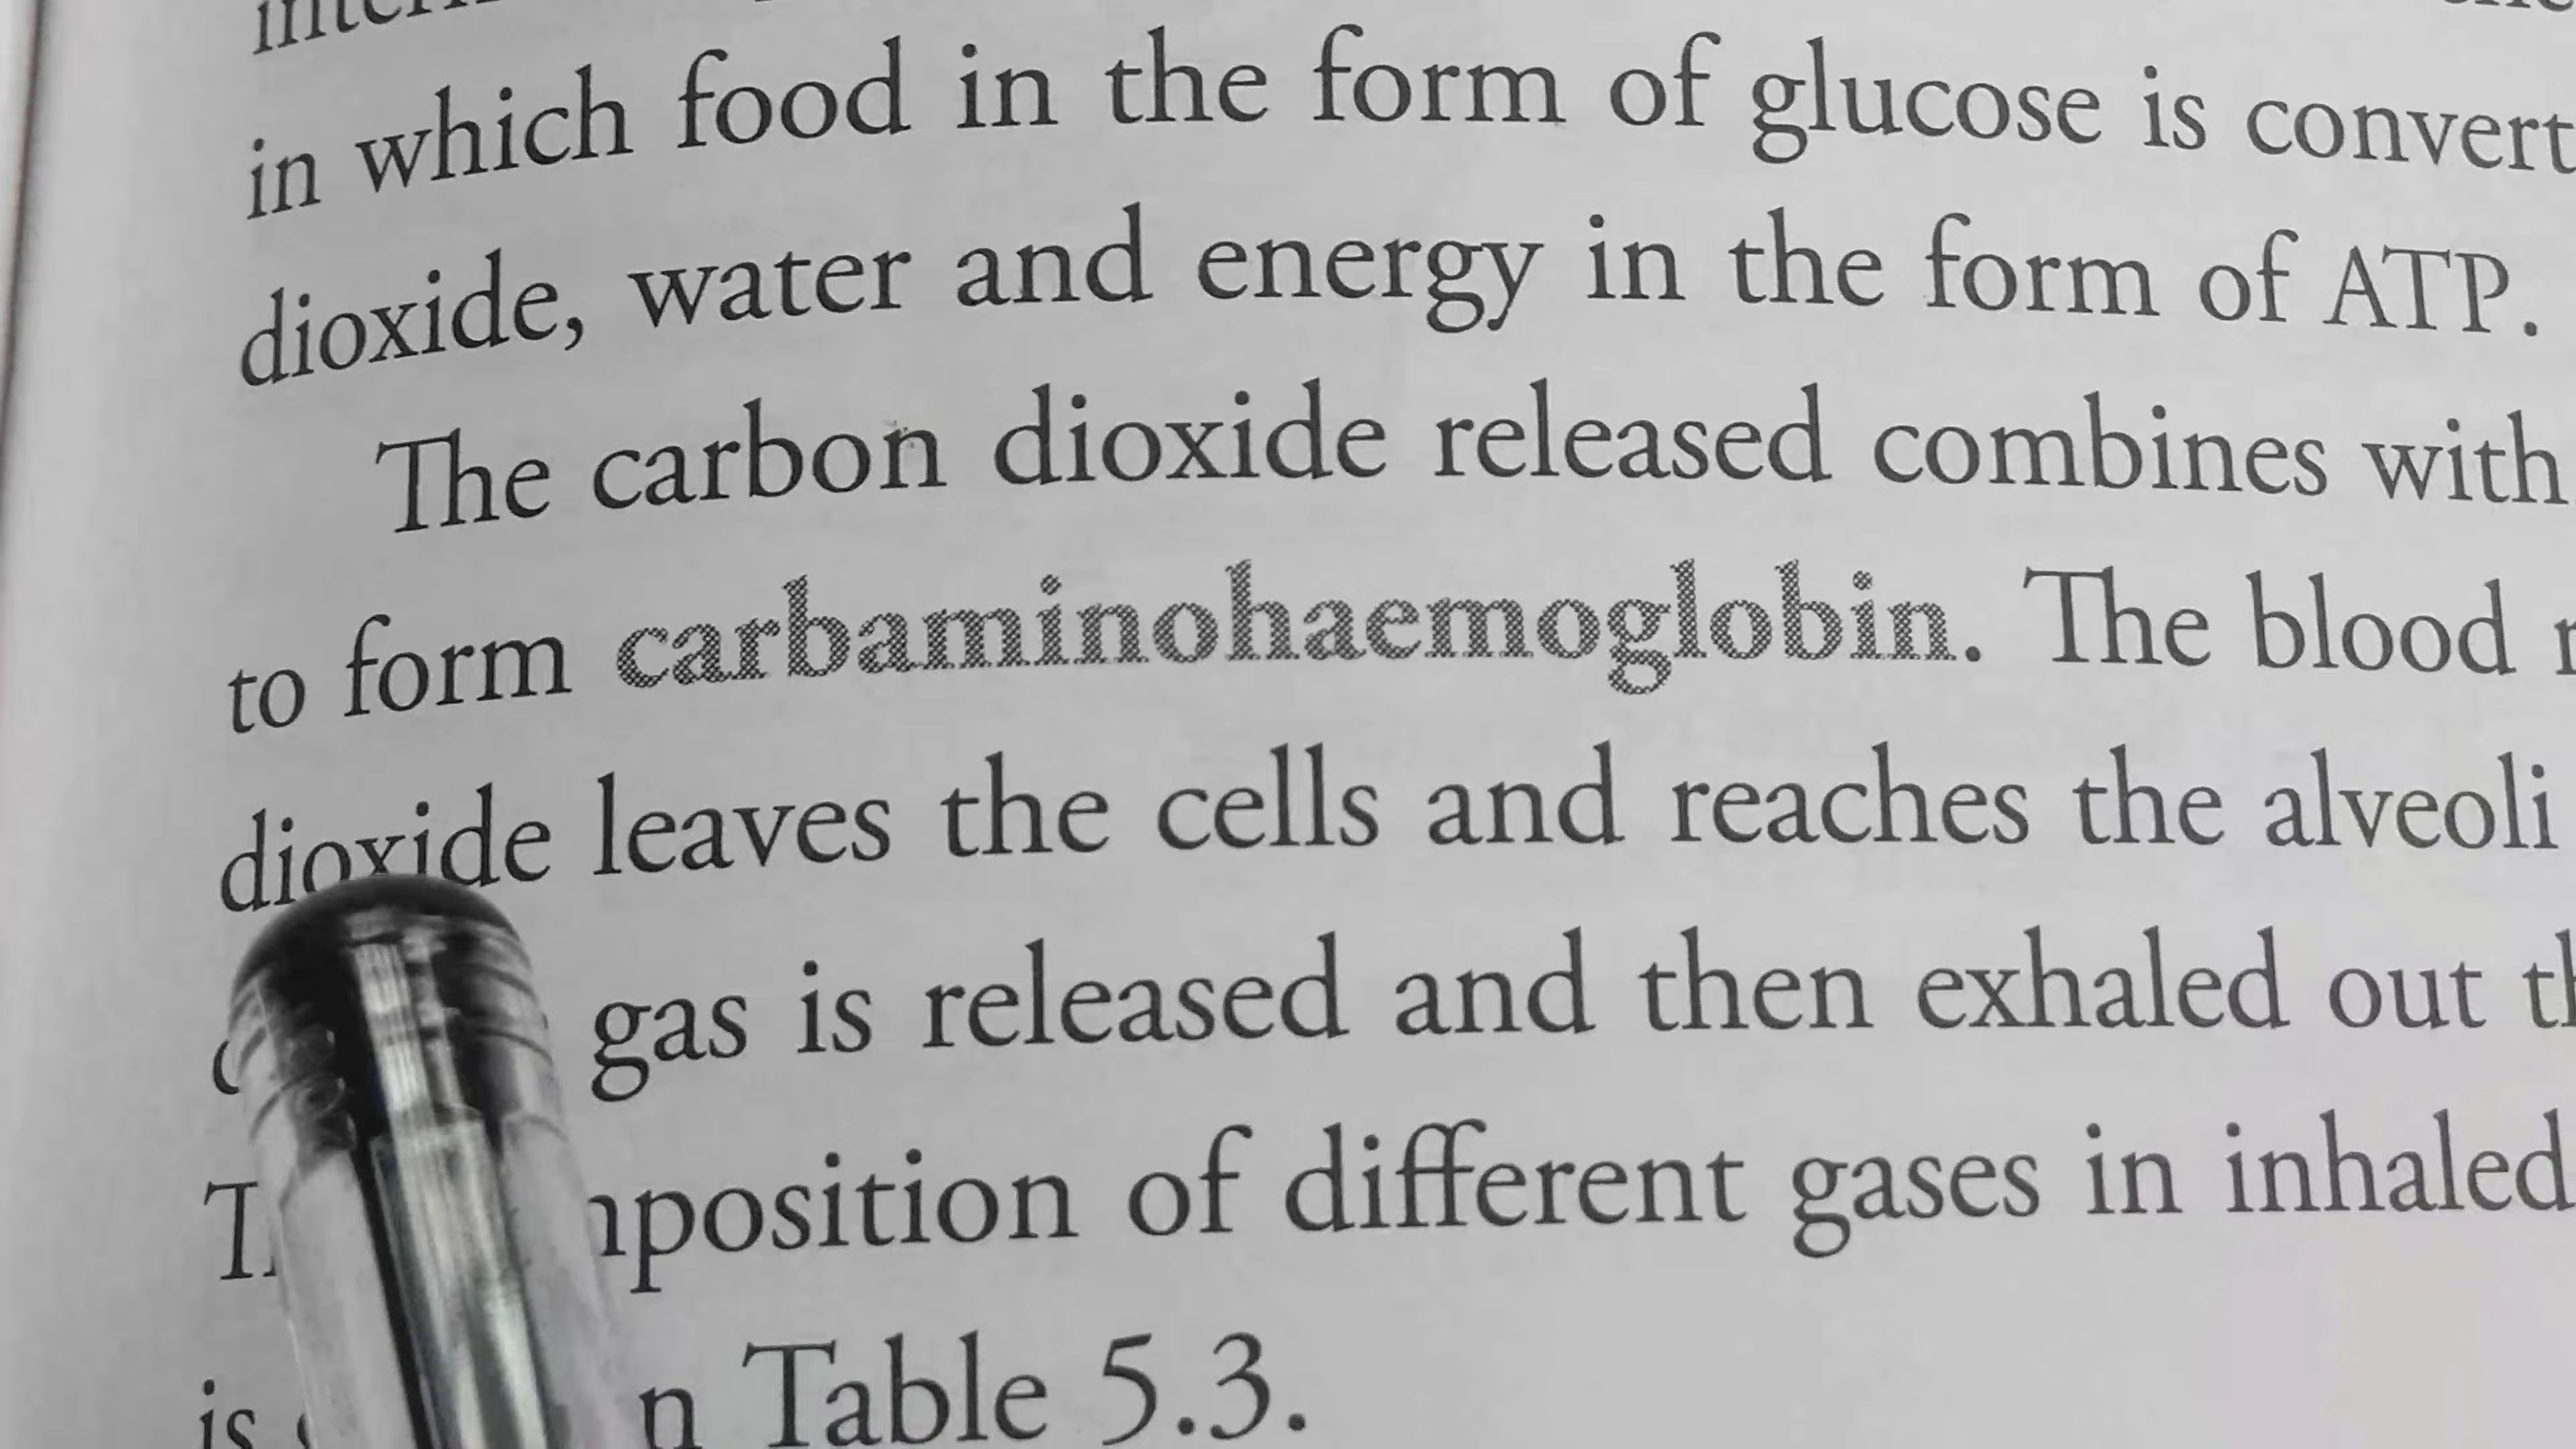 in which food in the form of glucose is convert
dioxide, water and energy in the form of ATP.
The carbon dioxide released combines with
to form carbaminohaemoglobin. The blood
dioxide leaves the cells and reaches the alveoli
gas is released and then exhaled out
of different gases in inhaled
is Table 5.3.